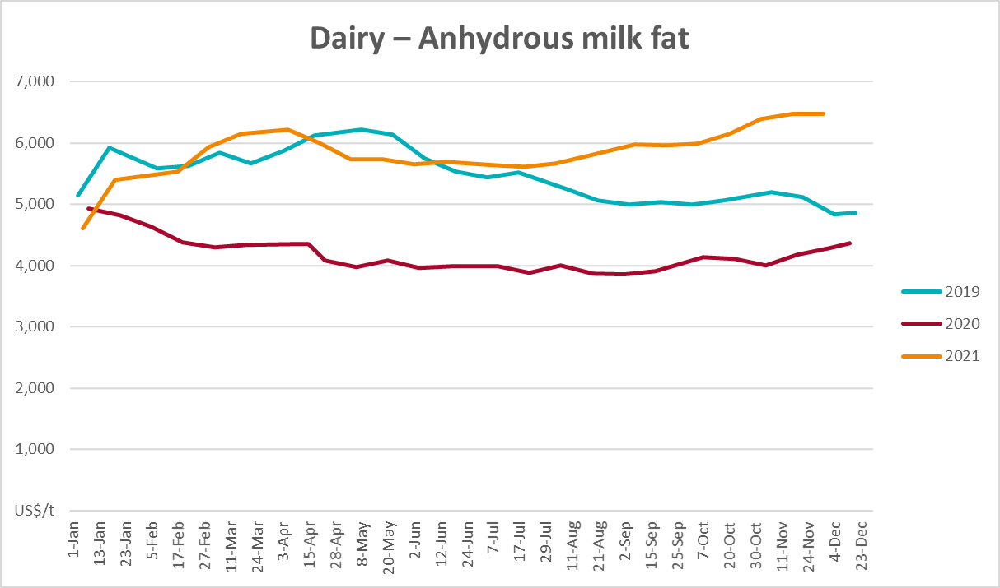 Dairy – Anhydrous milk fat
7,000
6,000
5,000
4,000
3,000
2,000
1,000
US$/t
1-Jan
13-Jan
23-Jan
5-Feb
17-Feb
27-Feb
11-Mar
24-Mar
3-Apr
15-Apr
28-Apr
8-May
20-May
2-Jun
12-Jun
24-Jun
7-Jul
17-Jul
29-Jul
11-Aug
21-Aug
2-Sep
15-Sep
25-Sep
7-Oct
20-Oct
30-Oct
11-Nov
24-Nov
4-Dec
23-Dec
2019
2020
2021